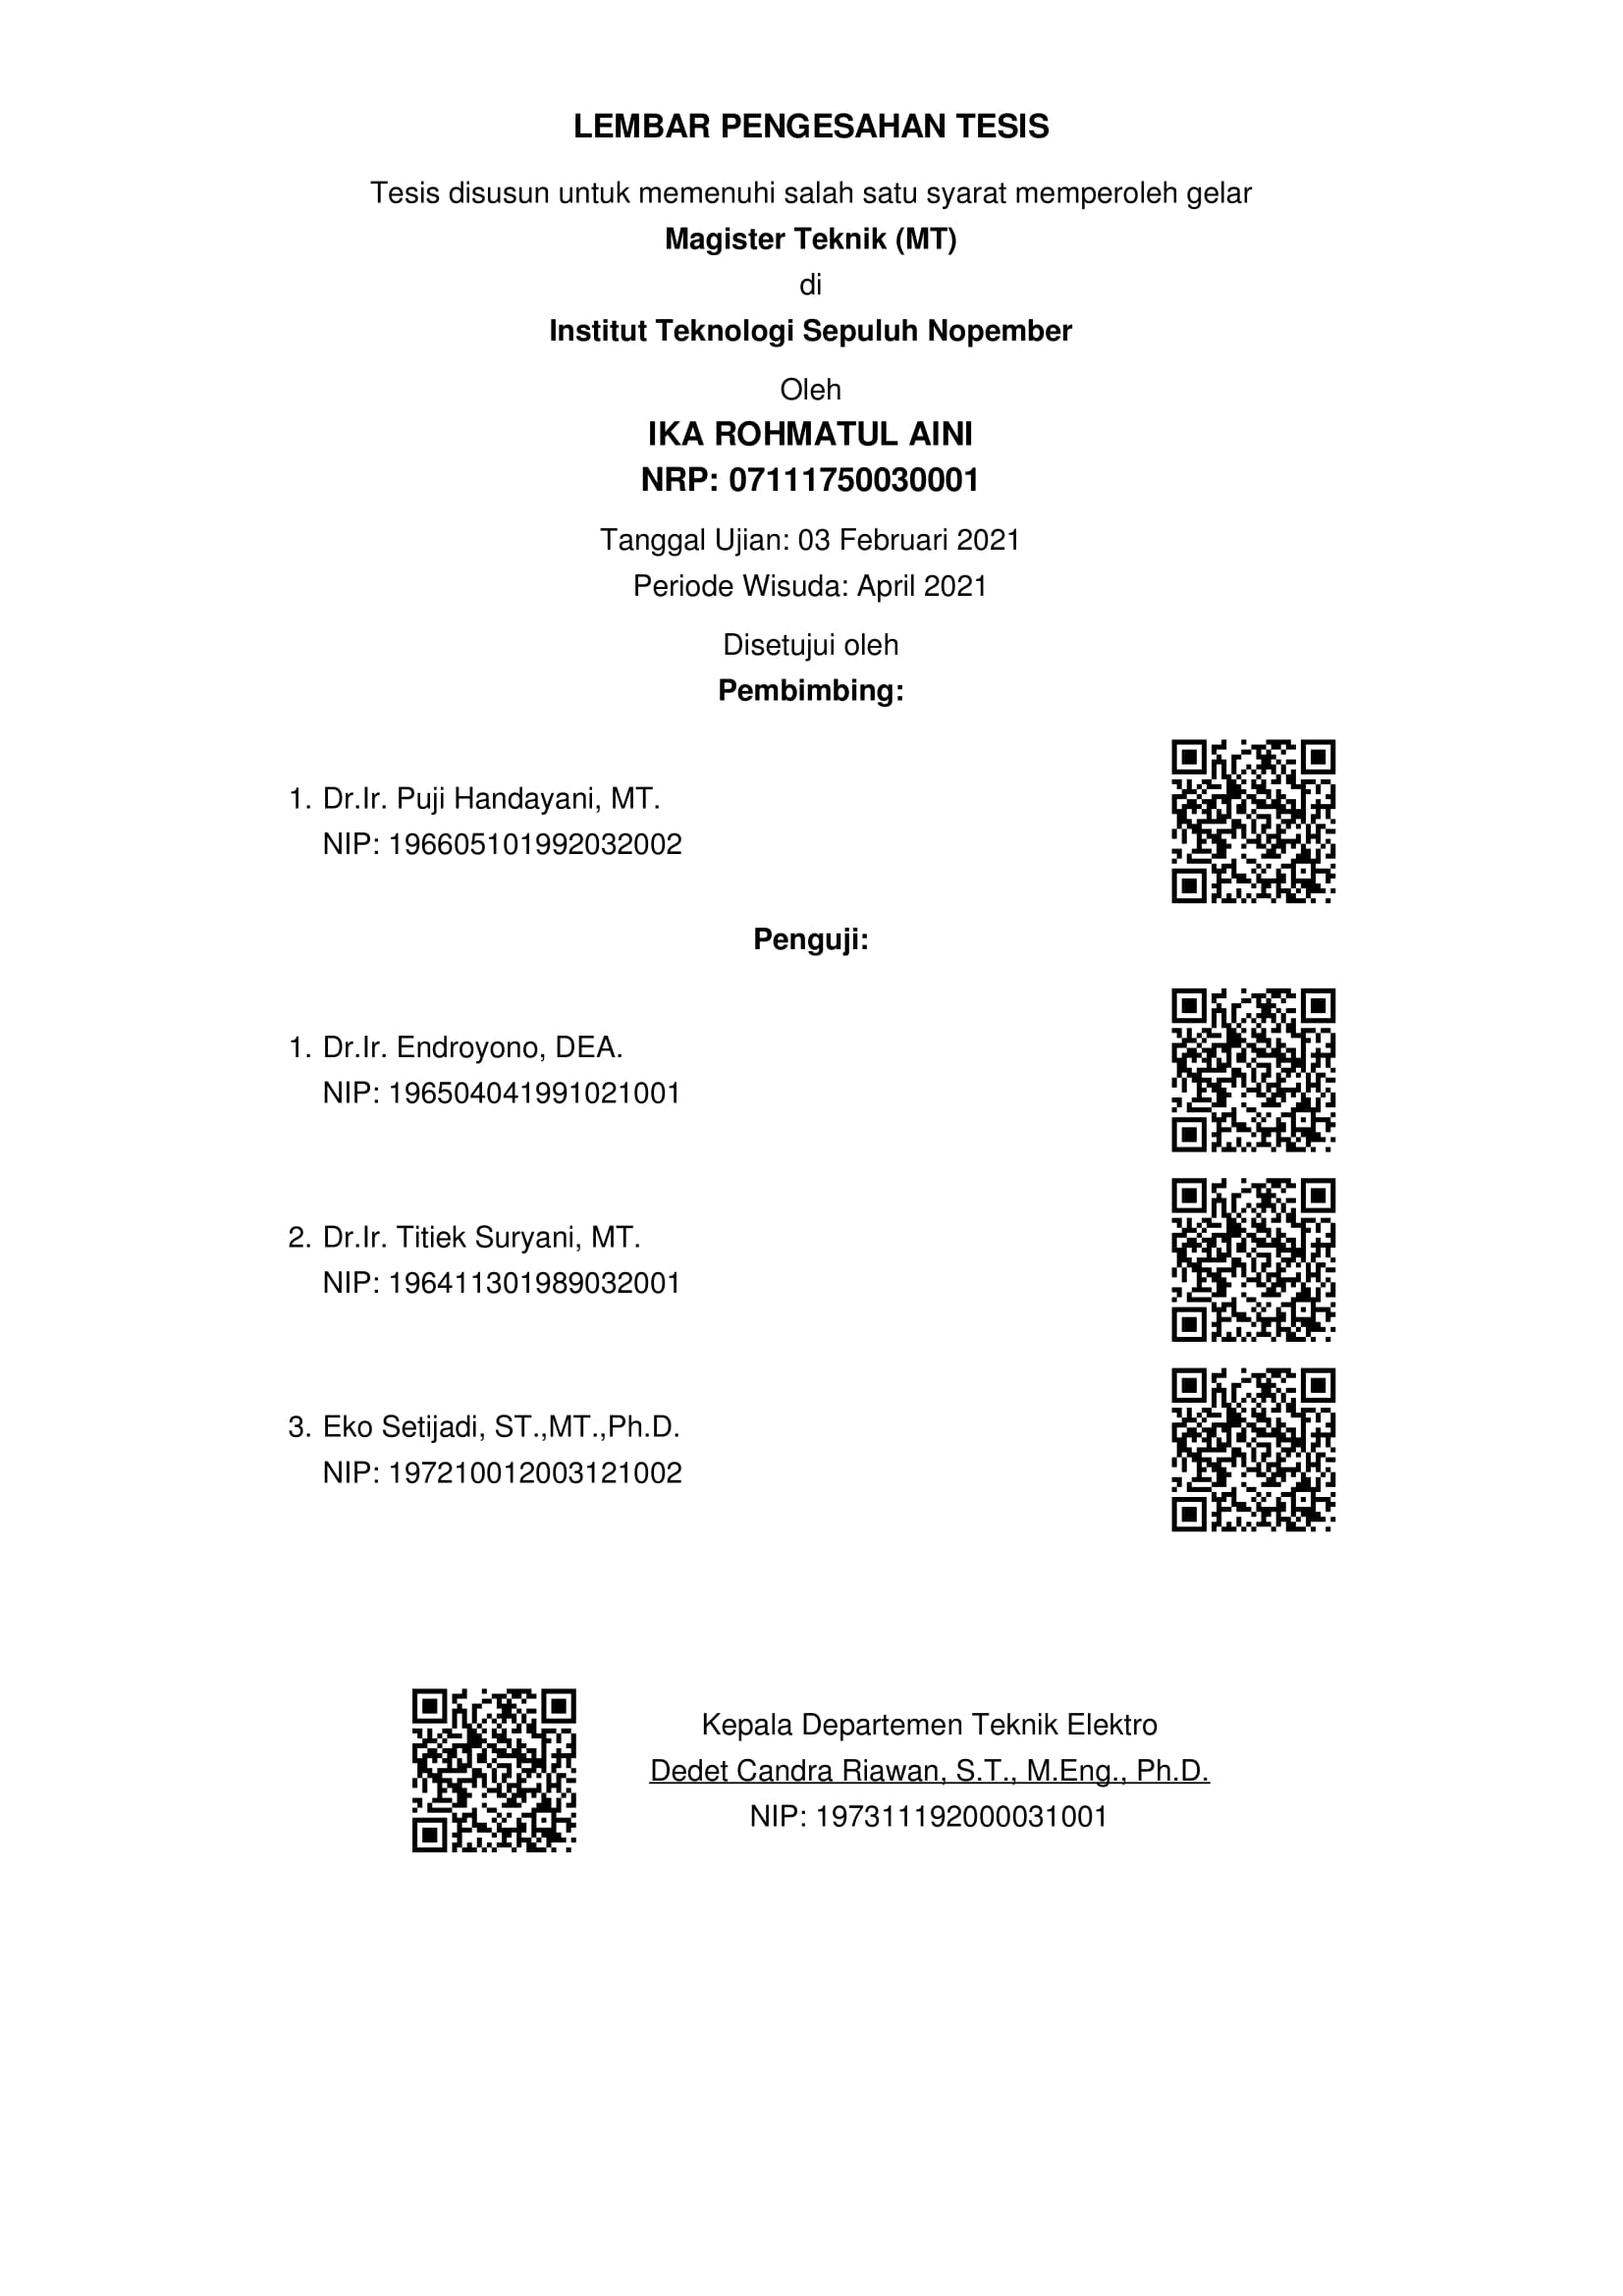 LEMBAR PENGESAHAN TESIS
Tesis disusun untuk memenuhi salah satu syarat memperoleh gelar
Magister Teknik (MT)
di
Institut Teknologi Sepuluh Nopember
Oleh
IKA ROHMATUL AINI
NRP: 07111750030001
Tanggal Ujian: 03 Februari 2021
Periode Wisuda: April 2021
Disetujui oleh
Pembimbing:
1. Dr.Ir. Puji Handayani, MT.
NIP: 196605101992032002
Penguji:
1. Dr.Ir. Endroyono, DEA.
NIP: 196504041991021001
2. Dr.Ir. Titiek Suryani, MT.
NIP: 196411301989032001
3. Eko Setijadi, ST.,MT.,Ph.D.
NIP: 197210012003121002
Kepala Departemen Teknik Elektro
Dedet Candra Riawan, S.T., M.Eng., Ph.D.
NIP: 197311192000031001